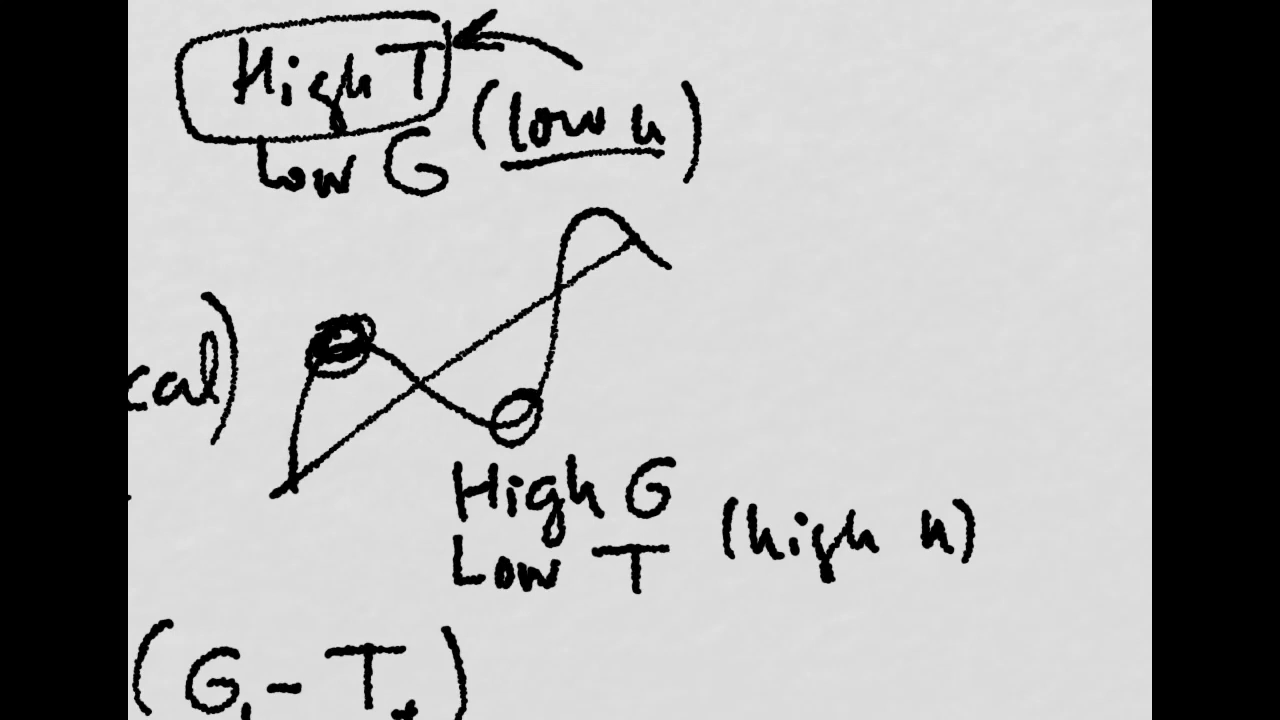 High T
(low n)
Low G
cal)
High G
Low T (high n)
(G, - T